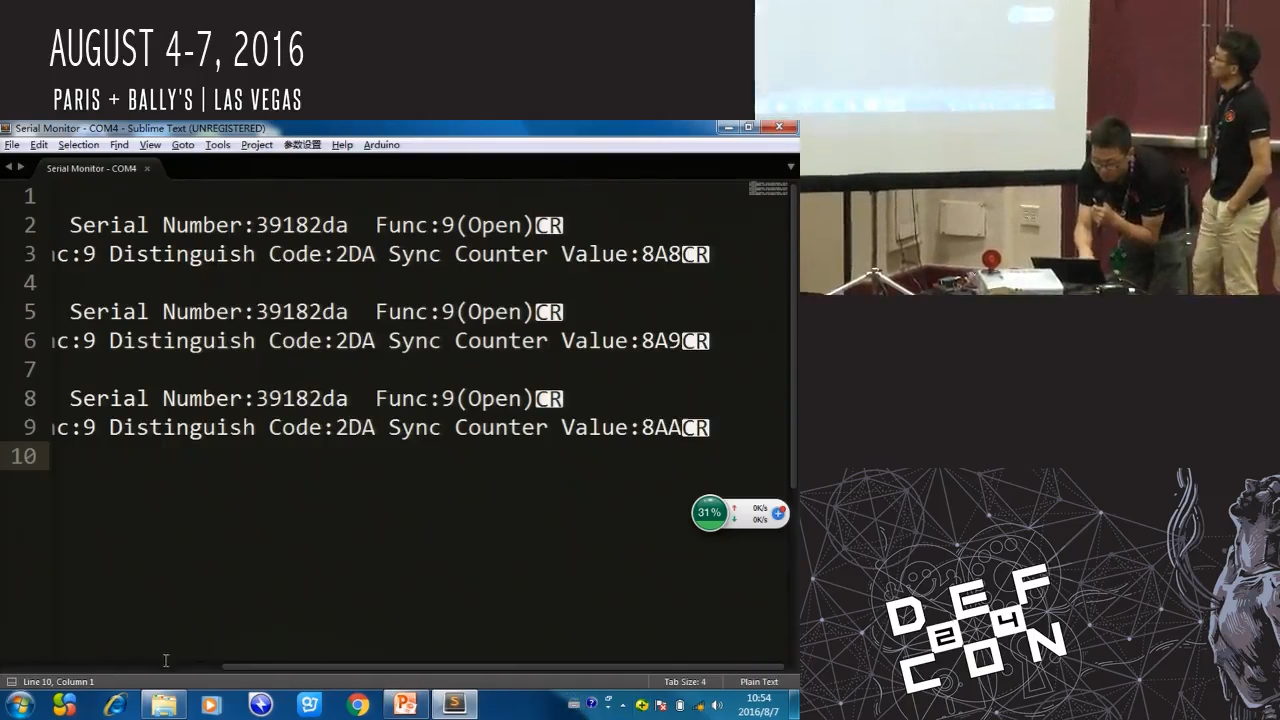 AUGUST 4-7, 2016
PARIS + BALLY'S | LAS VEGAS
Serial Monitor - COM4 - Sublime Text (UNREGISTERED)
File Edit Selection Find View Goto Tools Project 参数设置 Help Arduino
Serial Monitor - COM4 ×
1
2 Serial Number:39182da Func:9(Open)CR
3 nc:9 Distinguish Code:2DA Sync Counter Value:8A8CR
4
5 Serial Number:39182da Func:9(Open)CR
6 nc:9 Distinguish Code:2DA Sync Counter Value:8A9CR
7
8 Serial Number:39182da Func:9(Open)CR
9 nc:9 Distinguish Code:2DA Sync Counter Value:8AACR
10
31% 0K/s
0K/s
Line 10, Column 1 Tab Size: 4 Plain Text
10:54
2016/8/7
DEF
24
CON